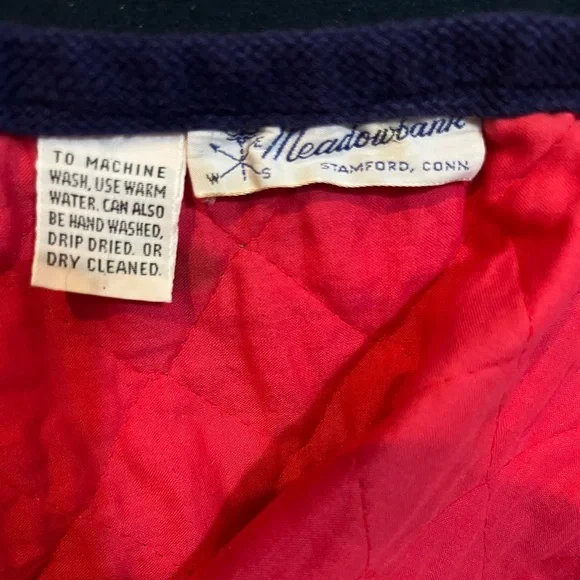 TO MACHINE
WASH, USE WARM
WATER. CAN ALSO
BE HAND WASHED,
DRIP DRIED. OR
DRY CLEANED.
E Meadowbank
STAMFORD, CONN.
W S